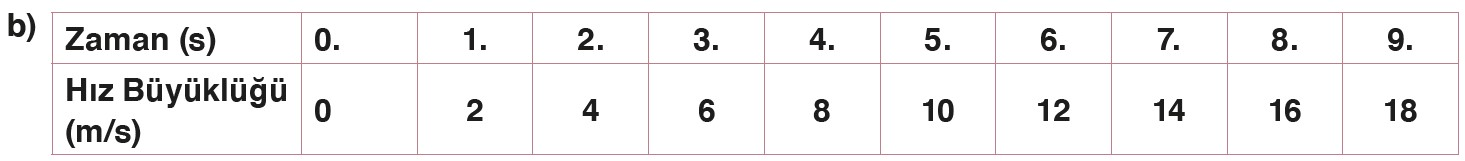 b) Zaman (s) 0. 1. 2. 3. 4. 5. 6. 7. 8. 9.
Hız Büyüklüğü (m/s) 0 2 4 6 8 10 12 14 16 18